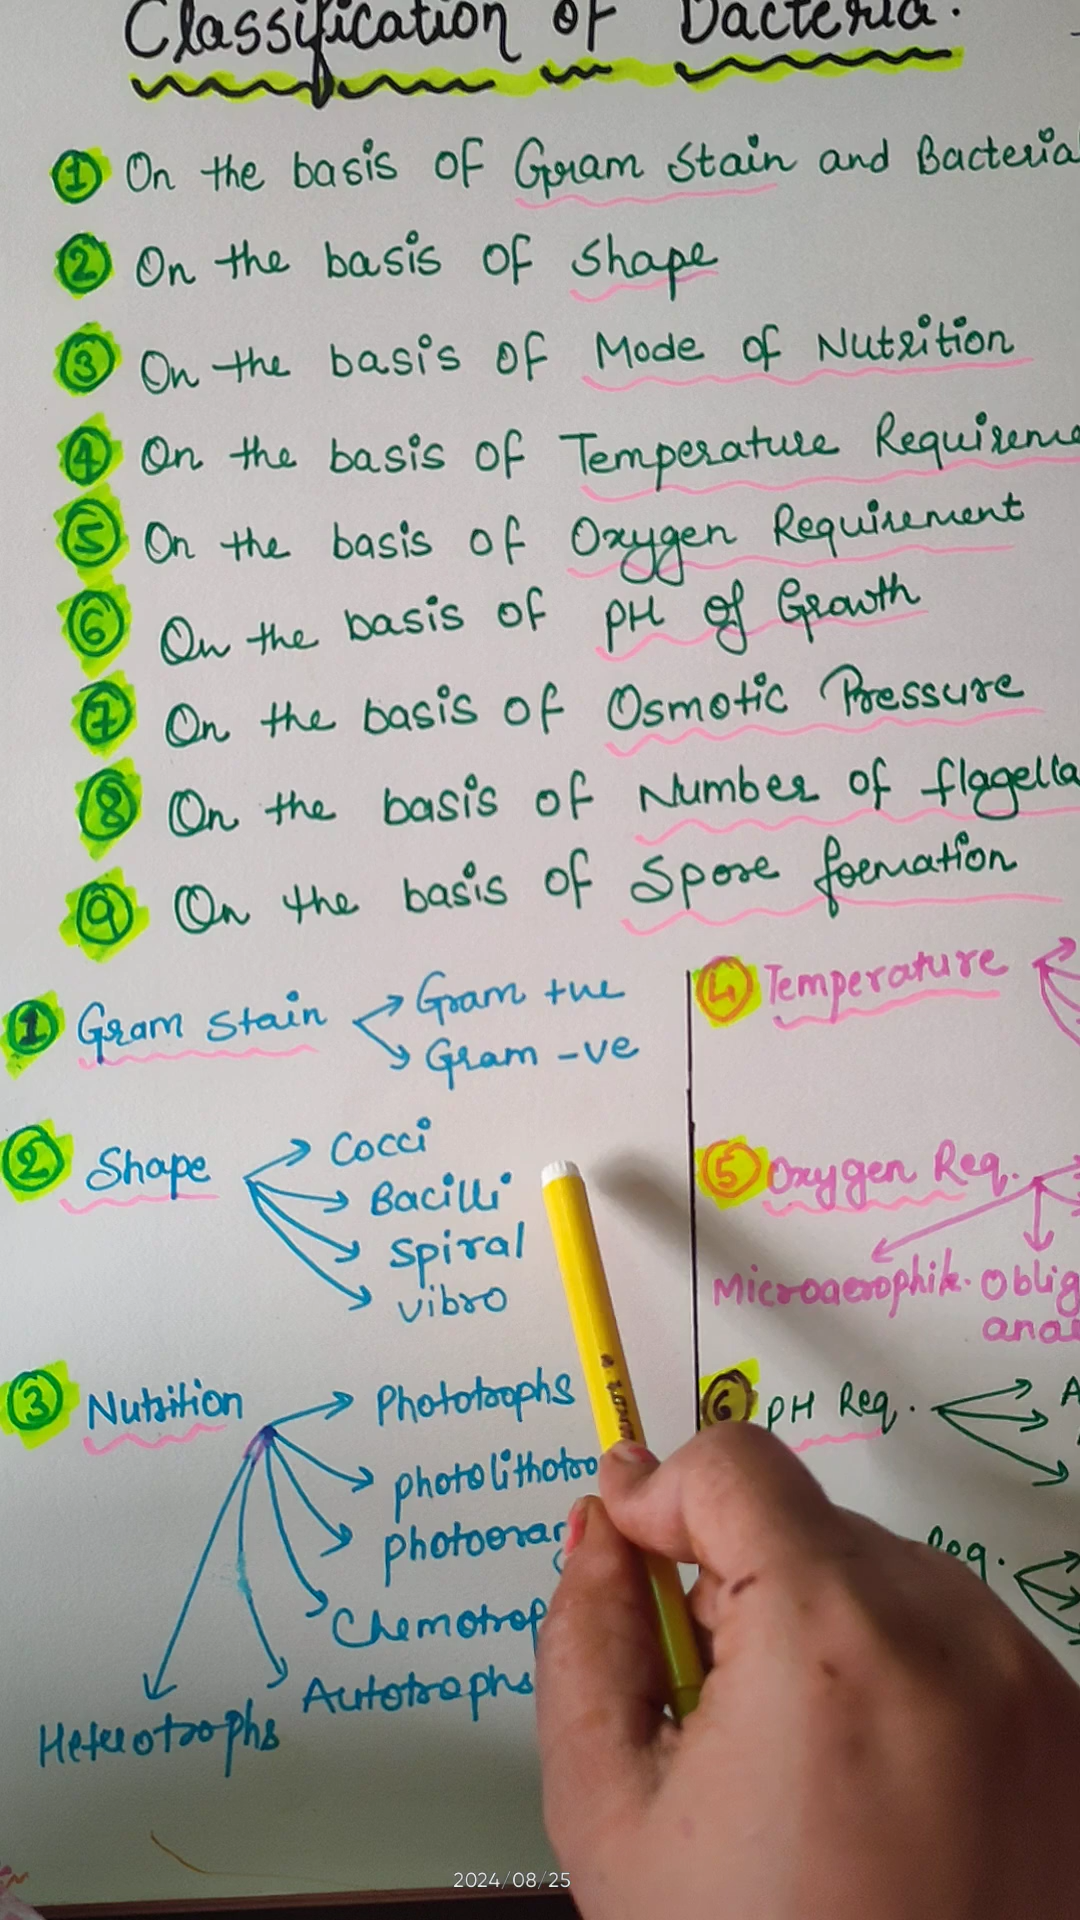 Classification of Bacteria.
① On the basis of Gram Stain and Bacteria
② On the basis of Shape
③ On the basis of Mode of Nutrition
④ On the basis of Temperature Requireme
⑤ On the basis of Oxygen Requirement
⑥ On the basis of pH of Growth
⑦ On the basis of Osmotic Pressure
⑧ On the basis of Number of flagella
⑨ On the basis of Spore formation
① Gram Stain
Gram +ve
Gram -ve
② Shape
Cocci
Bacilli
Spiral
Vibro
③ Nutrition
Phototrophs
photolithotro
photoorg
Chemotrop
Autotrophs
Heterotrophs
④ Temperature
⑤ Oxygen Req.
Microaerophik. Oblig
anae
⑥ pH Req.
A
Req.
2024/08/25